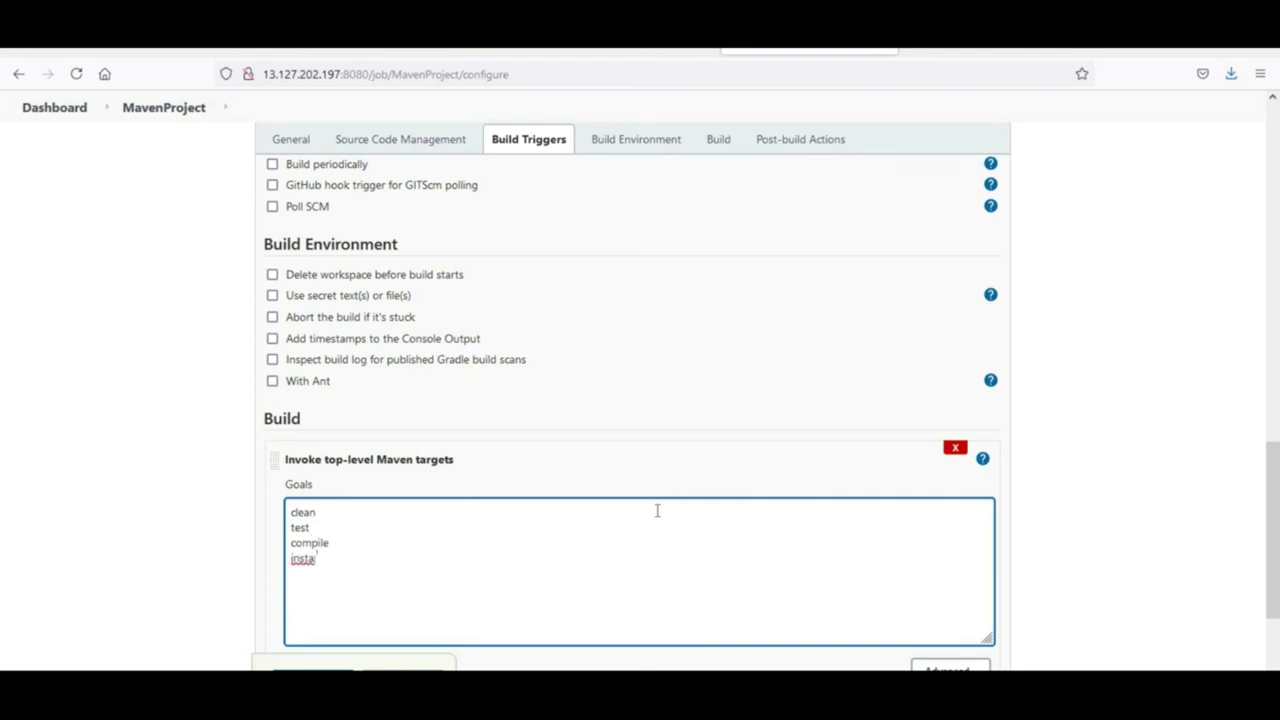 13.127.202.197:8080/job/MavenProject/configure
Dashboard MavenProject
General Source Code Management Build Triggers Build Environment Build Post-build Actions
Build periodically
GitHub hook trigger for GITScm polling
Poll SCM
Build Environment
Delete workspace before build starts
Use secret text(s) or file(s)
Abort the build if it's stuck
Add timestamps to the Console Output
Inspect build log for published Gradle build scans
With Ant
Build
X
Invoke top-level Maven targets
Goals
clean
test
compile
insta